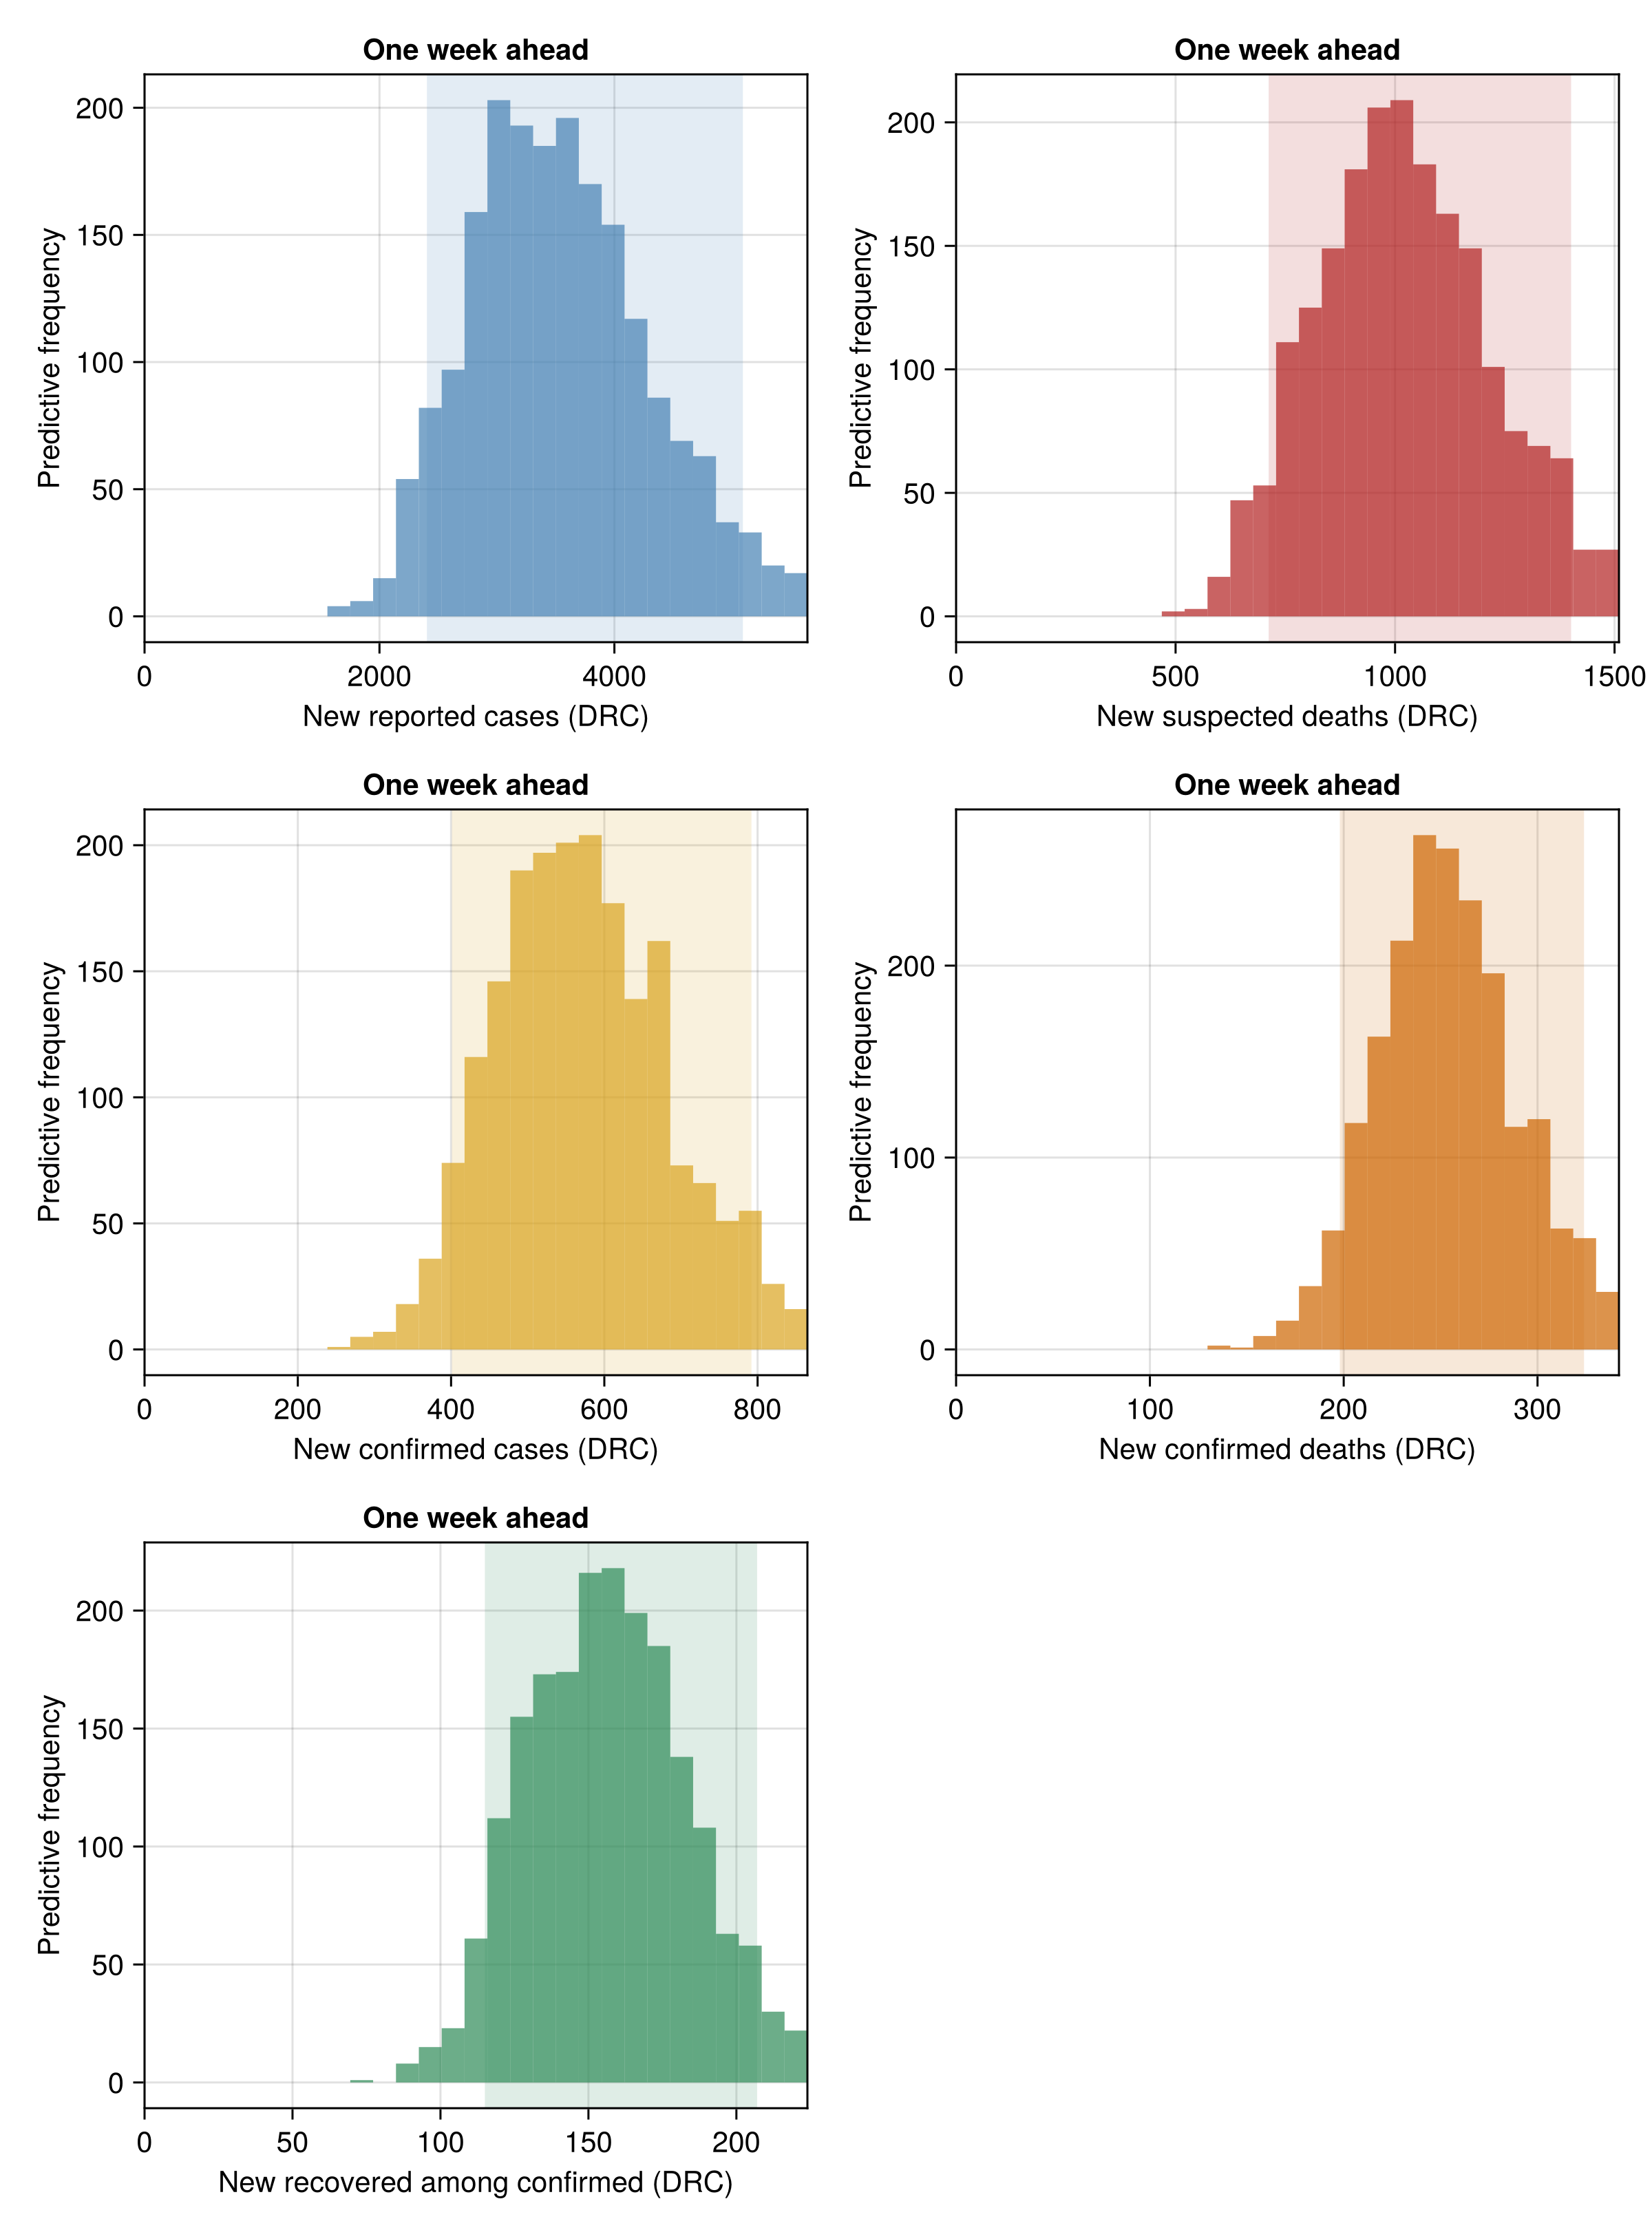 One week ahead
Predictive frequency
200
150
100
50
0
0 2000 4000
New reported cases (DRC)
One week ahead
Predictive frequency
200
150
100
50
0
0 500 1000 1500
New suspected deaths (DRC)
One week ahead
Predictive frequency
200
150
100
50
0
0 200 400 600 800
New confirmed cases (DRC)
One week ahead
Predictive frequency
200
100
0
0 100 200 300
New confirmed deaths (DRC)
One week ahead
Predictive frequency
200
150
100
50
0
0 50 100 150 200
New recovered among confirmed (DRC)